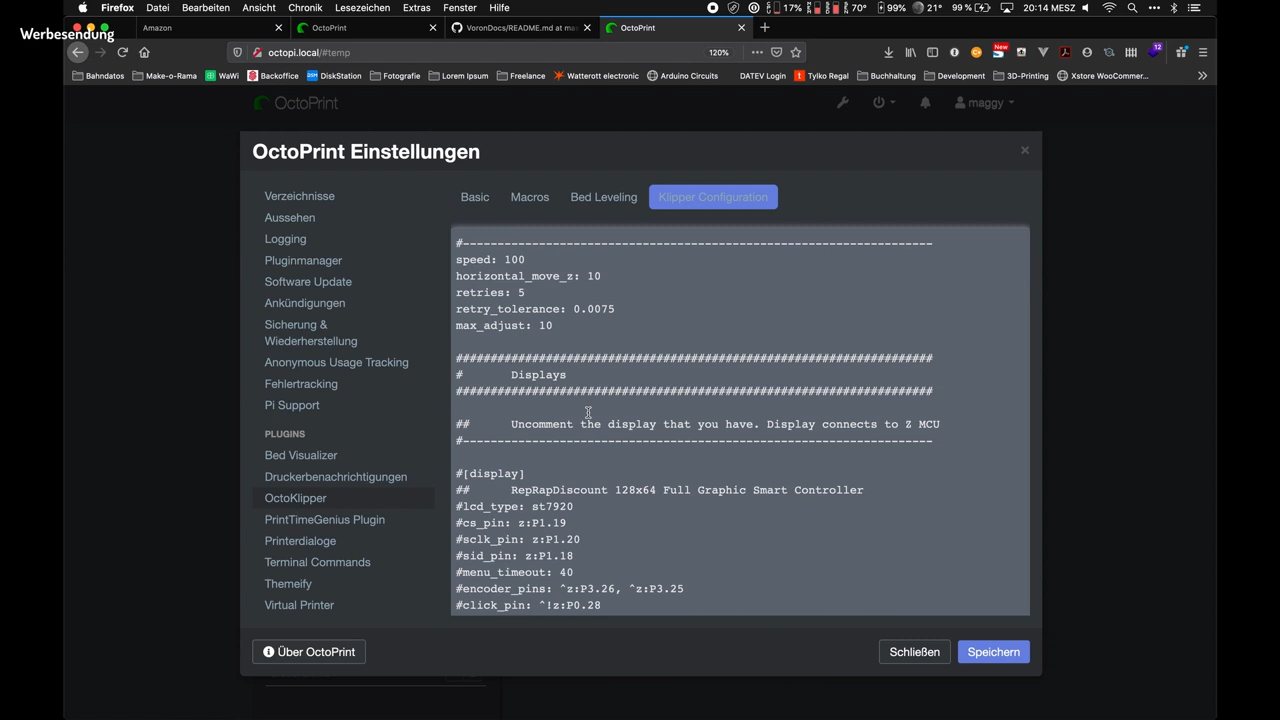 Firefox Datei Bearbeiten Ansicht Chronik Lesezeichen Extras Fenster Hilfe 17% 70° 99% 21° 99% 20:14 MESZ
Werbesendung
Amazon OctoPrint VoronDocs/README.md at mas OctoPrint
octopi.local/#temp 120% New 12
Bahndatos Make-o-Rama WaWi Backoffice DiskStation Fotografie Lorem Ipsum Freelance Watterott electronic Arduino Circuits DATEV Login Tylko Regal Buchhaltung Development 3D-Printing Xstore WooCommer...
OctoPrint maggy
OctoPrint Einstellungen ×
Verzeichnisse
Aussehen
Logging
Pluginmanager
Software Update
Ankündigungen
Sicherung &
Wiederherstellung
Anonymous Usage Tracking
Fehlertracking
Pi Support
PLUGINS
Bed Visualizer
Druckerbenachrichtigungen
OctoKlipper
PrintTimeGenius Plugin
Printerdialoge
Terminal Commands
Themeify
Virtual Printer
Basic Macros Bed Leveling Klipper Configuration
#--------------------------------------------------------------------
speed: 100
horizontal_move_z: 10
retries: 5
retry_tolerance: 0.0075
max_adjust: 10
#####################################################################
# Displays
#####################################################################
## Uncomment the display that you have. Display connects to Z MCU
#--------------------------------------------------------------------
#[display]
## RepRapDiscount 128x64 Full Graphic Smart Controller
#lcd_type: st7920
#cs_pin: z:P1.19
#sclk_pin: z:P1.20
#sid_pin: z:P1.18
#menu_timeout: 40
#encoder_pins: ^z:P3.26, ^z:P3.25
#click_pin: ^!z:P0.28
Über OctoPrint Schließen Speichern